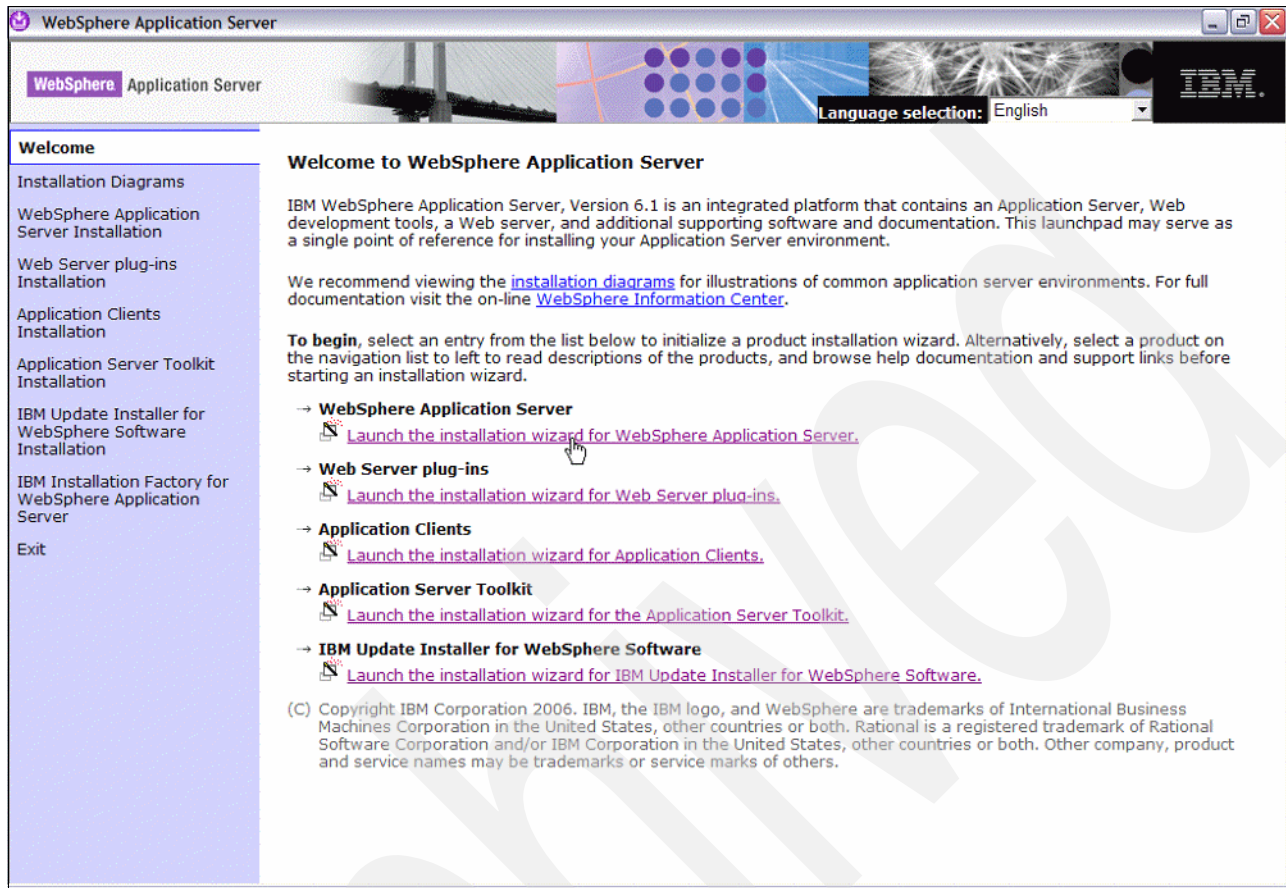 WebSphere Application Server
WebSphere Application Server
Language selection: English
IBM.
Welcome
Installation Diagrams
WebSphere Application
Server Installation
Web Server plug-ins
Installation
Application Clients
Installation
Application Server Toolkit
Installation
IBM Update Installer for
WebSphere Software
Installation
IBM Installation Factory for
WebSphere Application
Server
Exit
Welcome to WebSphere Application Server
IBM WebSphere Application Server, Version 6.1 is an integrated platform that contains an Application Server, Web
development tools, a Web server, and additional supporting software and documentation. This launchpad may serve as
a single point of reference for installing your Application Server environment.
We recommend viewing the installation diagrams for illustrations of common application server environments. For full
documentation visit the on-line WebSphere Information Center.
To begin, select an entry from the list below to initialize a product installation wizard. Alternatively, select a product on
the navigation list to left to read descriptions of the products, and browse help documentation and support links before
starting an installation wizard.
→ WebSphere Application Server
Launch the installation wizard for WebSphere Application Server.
→ Web Server plug-ins
Launch the installation wizard for Web Server plug-ins.
→ Application Clients
Launch the installation wizard for Application Clients.
→ Application Server Toolkit
Launch the installation wizard for the Application Server Toolkit.
→ IBM Update Installer for WebSphere Software
Launch the installation wizard for IBM Update Installer for WebSphere Software.
(C) Copyright IBM Corporation 2006. IBM, the IBM logo, and WebSphere are trademarks of International Business
Machines Corporation in the United States, other countries or both. Rational is a registered trademark of Rational
Software Corporation and/or IBM Corporation in the United States, other countries or both. Other company, product
and service names may be trademarks or service marks of others.